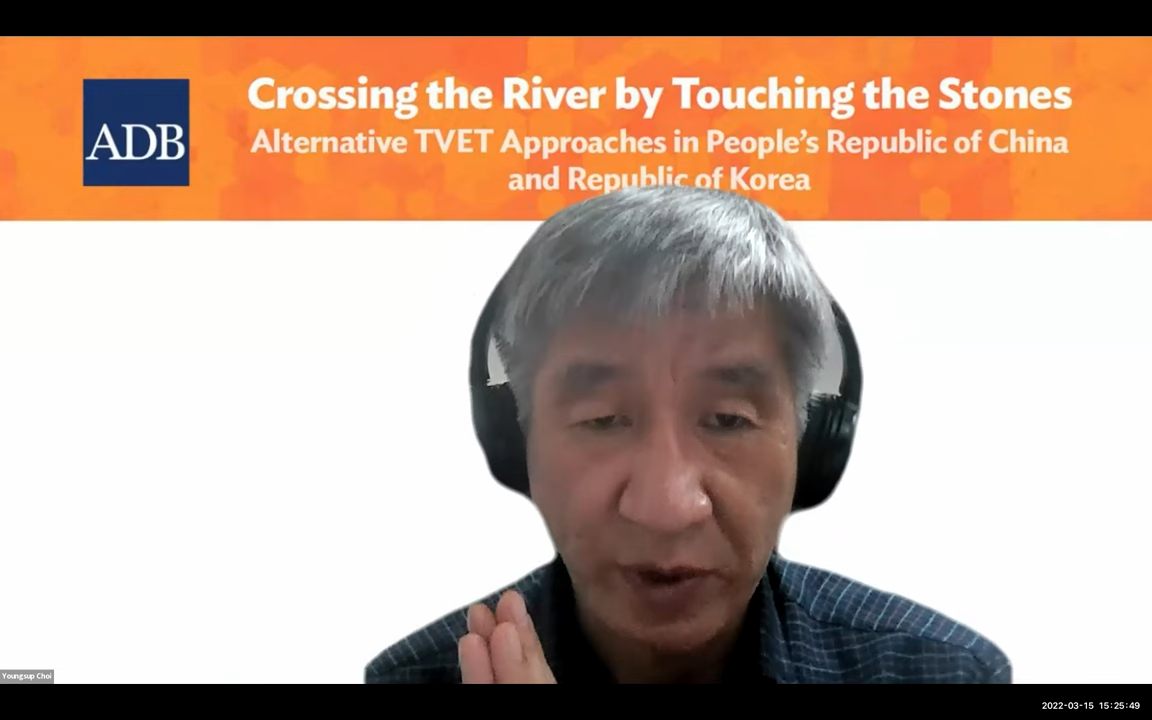 ADB
Crossing the River by Touching the Stones
Alternative TVET Approaches in People's Republic of China
and Republic of Korea
Youngsup Choi
2022-03-15 15:25:49